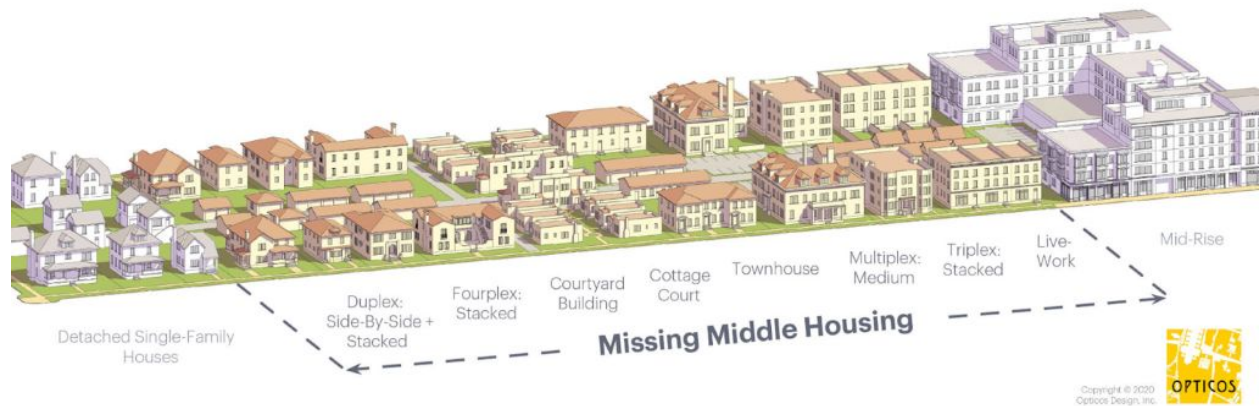 Detached Single-Family
Houses
Duplex:
Side-By-Side +
Stacked
Fourplex:
Stacked
Courtyard
Building
Cottage
Court
Townhouse
Multiplex:
Medium
Triplex:
Stacked
Live-
Work
Mid-Rise
Missing Middle Housing
Copyright © 2020
Opticos Design, Inc.
OPTICOS